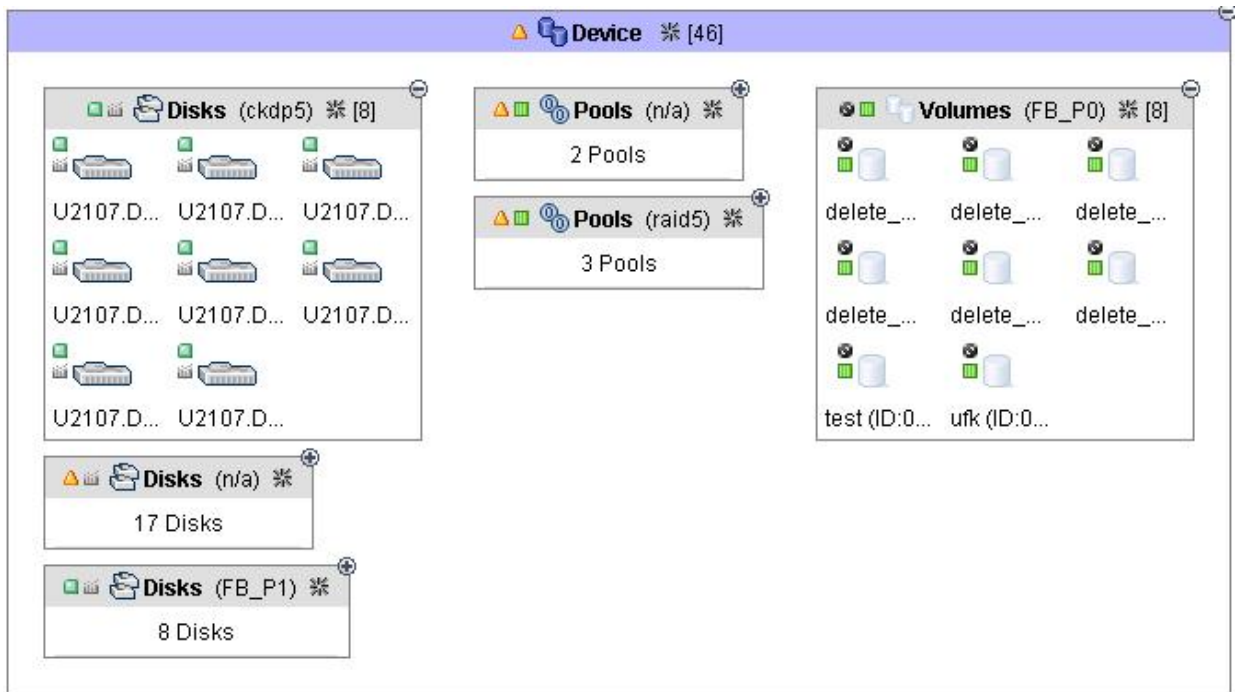 Device [46]
Disks (ckdp5) [8]
U2107.D... U2107.D... U2107.D...
U2107.D... U2107.D... U2107.D...
U2107.D... U2107.D...
Disks (n/a)
17 Disks
Disks (FB_P1)
8 Disks
Pools (n/a)
2 Pools
Pools (raid5)
3 Pools
Volumes (FB_P0) [8]
delete_... delete_... delete_...
delete_... delete_... delete_...
test (ID:0... ufk (ID:0...